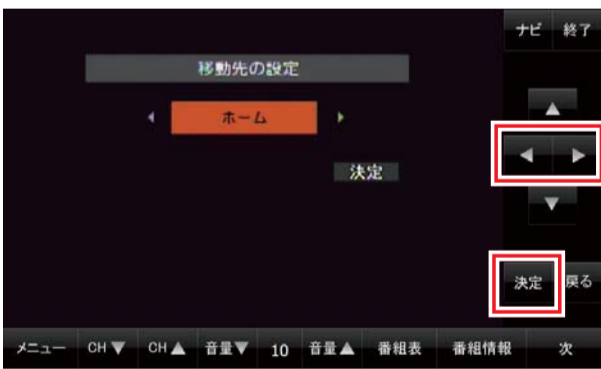 ナビ 終了
移動先の設定
ホーム
決定
決定 戻る
メニュー CH▼ CH▲ 音量▼ 10 音量▲ 番組表 番組情報 次